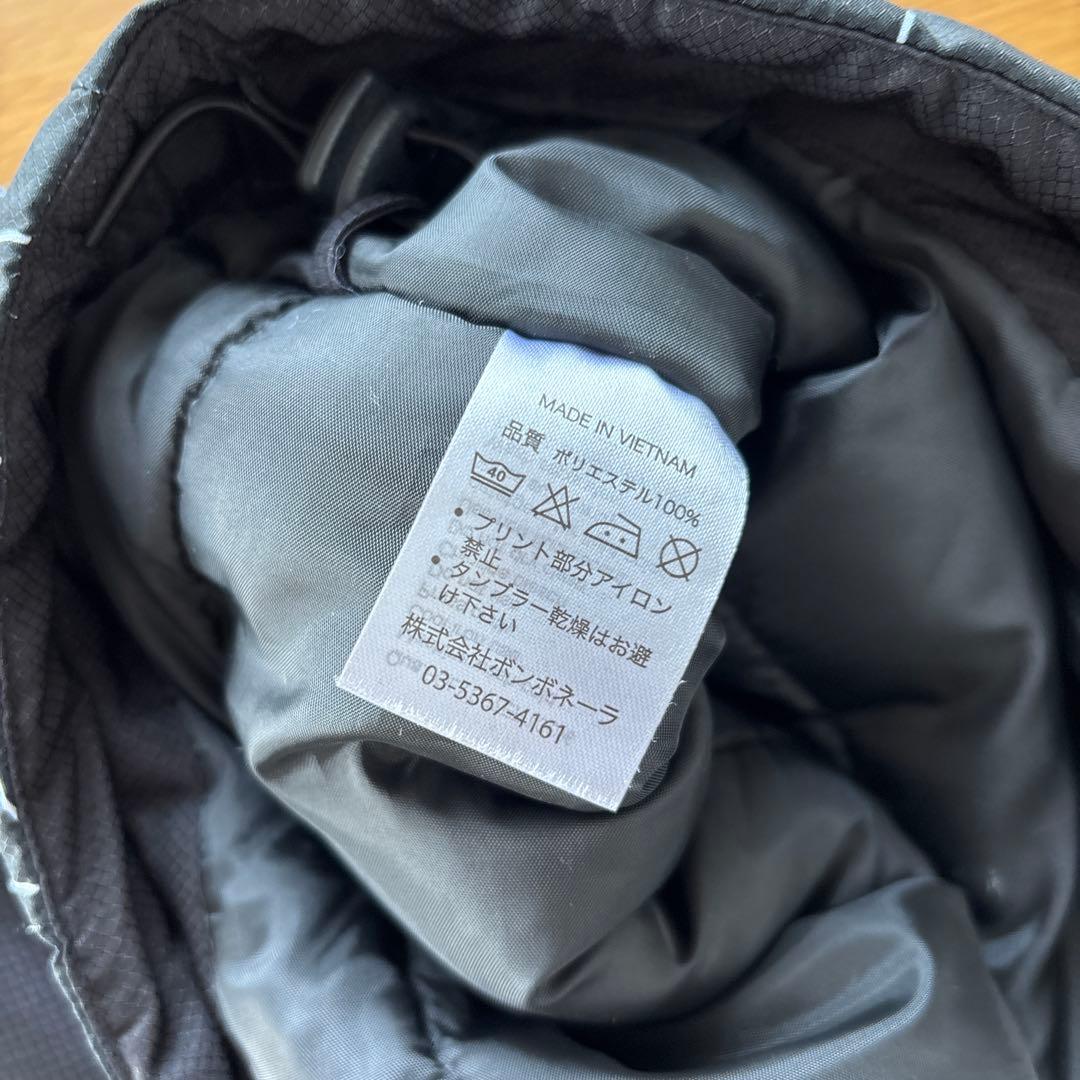 MADE IN VIETNAM
品質 ポリエステル100%
40
• プリント部分アイロン
禁止
• タンブラー乾燥はお避
け下さい
株式会社ボンボネーラ
03-5367-4161